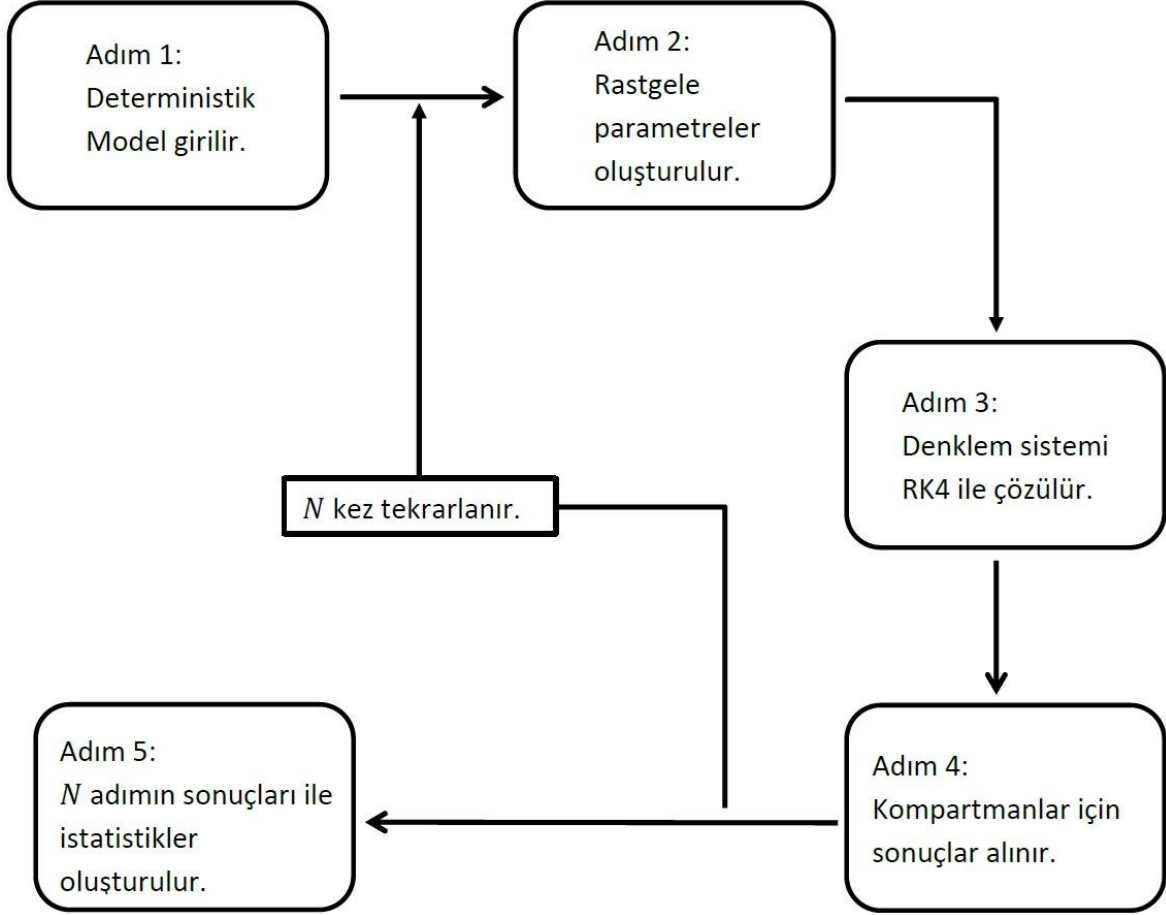 Adım 1:
Deterministik
Model girilir.
Adım 2:
Rastgele
parametreler
oluşturulur.
Adım 3:
Denklem sistemi
RK4 ile çözülür.
N kez tekrarlanır.
Adım 4:
Kompartmanlar için
sonuçlar alınır.
Adım 5:
N adımın sonuçları ile
istatistikler
oluşturulur.